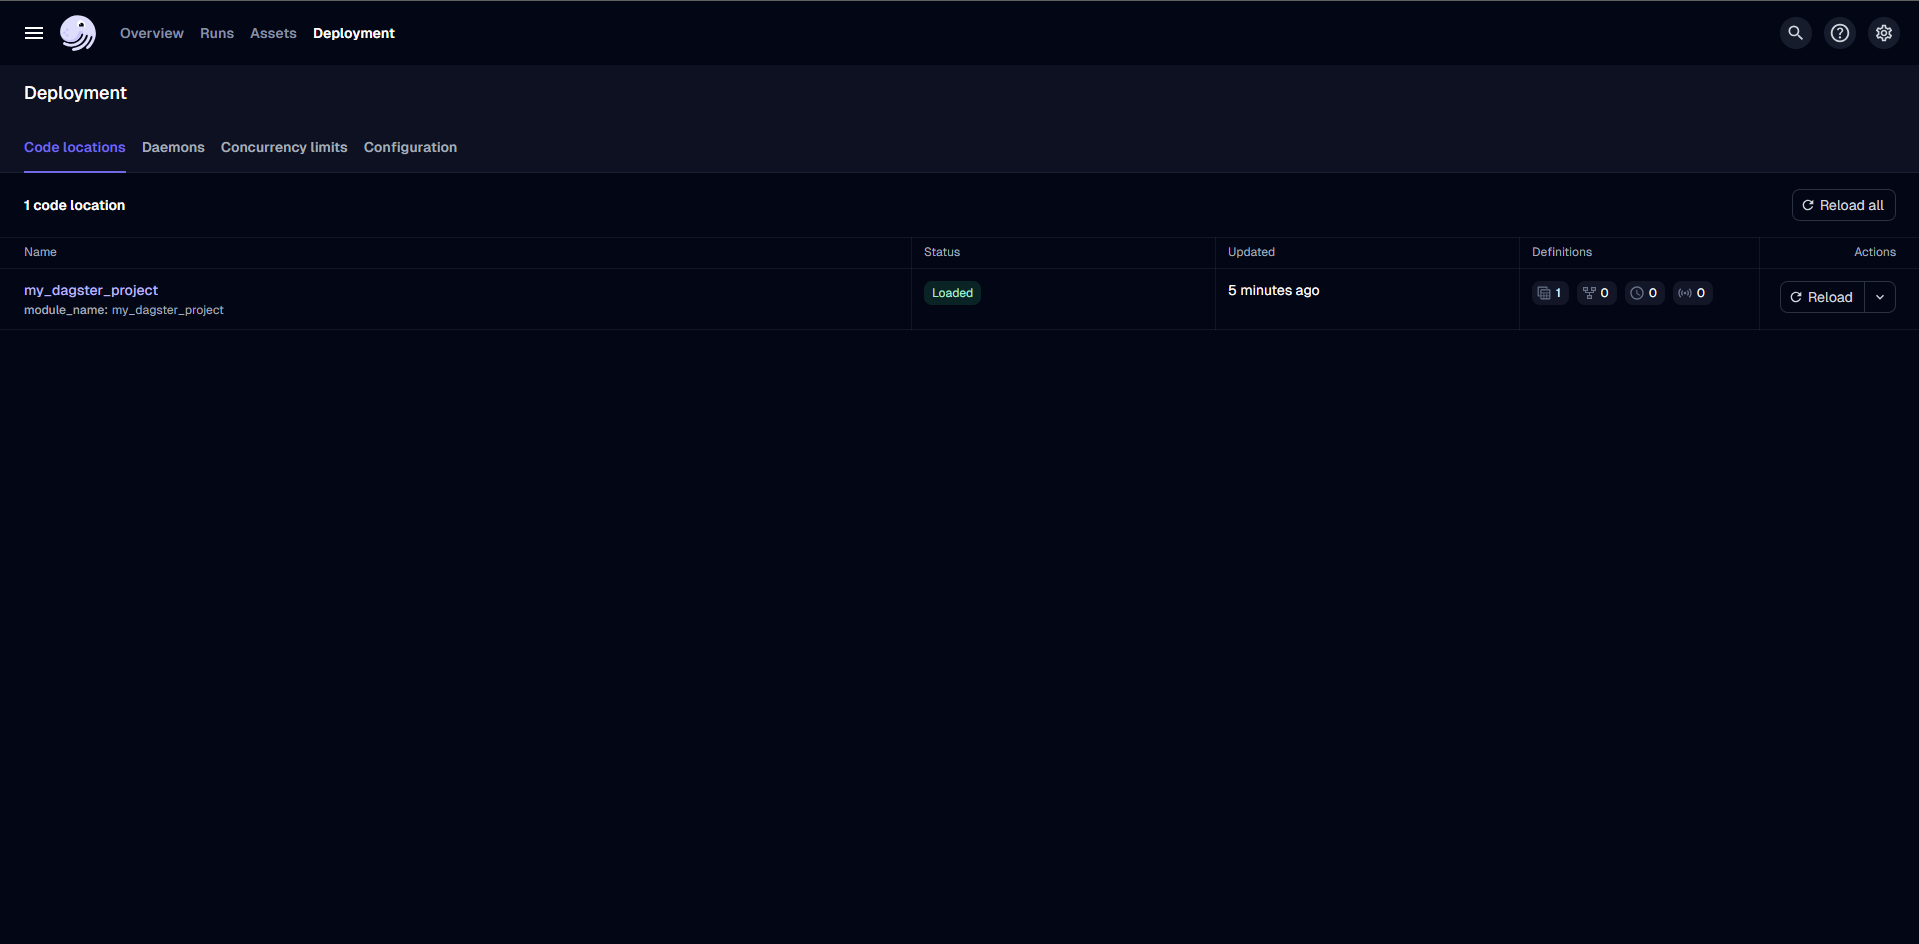 Overview Runs Assets Deployment
Deployment
Code locations Daemons Concurrency limits Configuration
1 code location
Reload all
Name Status Updated Definitions Actions
my_dagster_project Loaded 5 minutes ago 1 0 0 0 Reload
module_name: my_dagster_project